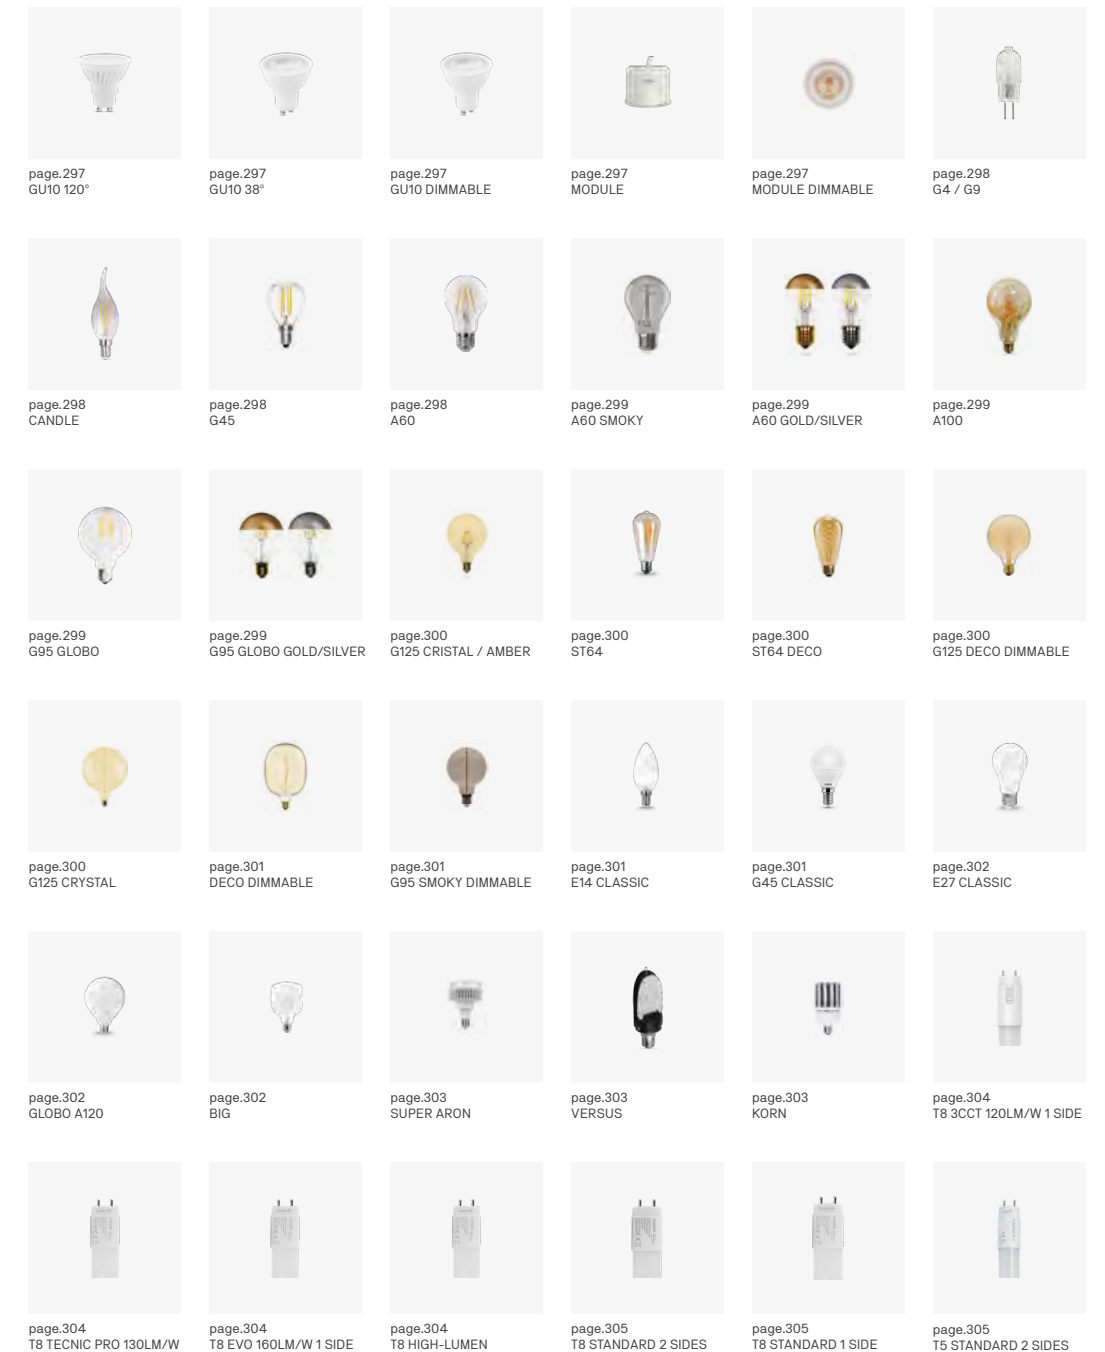 page.297
GU10 120°
page.297
GU10 38°
page.297
GU10 DIMMABLE
page.297
MODULE
page.297
MODULE DIMMABLE
page.298
G4 / G9
page.298
CANDLE
page.298
G45
page.298
A60
page.299
A60 SMOKY
page.299
A60 GOLD/SILVER
page.299
A100
page.299
G95 GLOBO
page.299
G95 GLOBO GOLD/SILVER
page.300
G125 CRISTAL / AMBER
page.300
ST64
page.300
ST64 DECO
page.300
G125 DECO DIMMABLE
page.300
G125 CRYSTAL
page.301
DECO DIMMABLE
page.301
G95 SMOKY DIMMABLE
page.301
E14 CLASSIC
page.301
G45 CLASSIC
page.302
E27 CLASSIC
page.302
GLOBO A120
page.302
BIG
page.303
SUPER ARON
page.303
VERSUS
page.303
KORN
page.304
T8 3CCT 120LM/W 1 SIDE
page.304
T8 TECNIC PRO 130LM/W
page.304
T8 EVO 160LM/W 1 SIDE
page.304
T8 HIGH-LUMEN
page.305
T8 STANDARD 2 SIDES
page.305
T8 STANDARD 1 SIDE
page.305
T5 STANDARD 2 SIDES